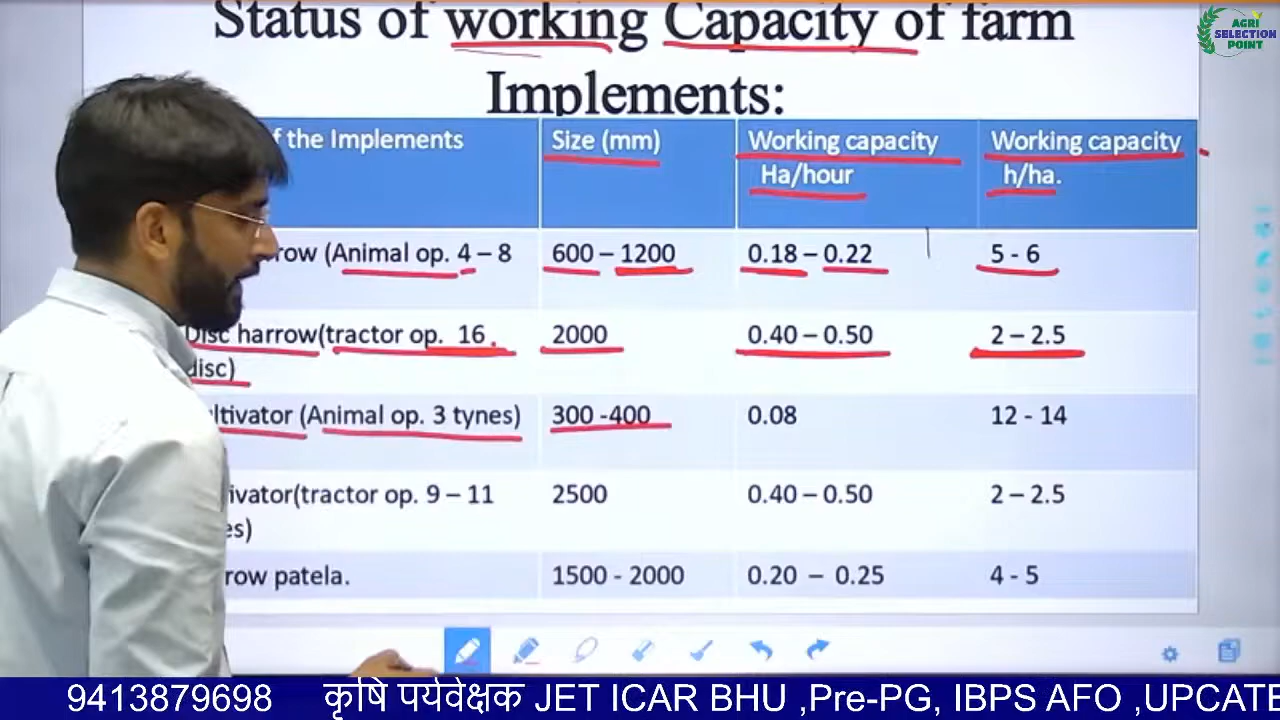 Status of working Capacity of farm
Implements:
AGRI
SELECTION
POINT
of the Implements Size (mm) Working capacity Ha/hour Working capacity h/ha.
row (Animal op. 4 – 8 600 – 1200 0.18 – 0.22 5 - 6
Disc harrow(tractor op. 16 2000 0.40 – 0.50 2 – 2.5
disc)
ltivator (Animal op. 3 tynes) 300 -400 0.08 12 - 14
ivator(tractor op. 9 – 11 2500 0.40 – 0.50 2 – 2.5
es)
row patela. 1500 - 2000 0.20 – 0.25 4 - 5
9413879698 कृषि पर्यवेक्षक JET ICAR BHU ,Pre-PG, IBPS AFO ,UPCATE